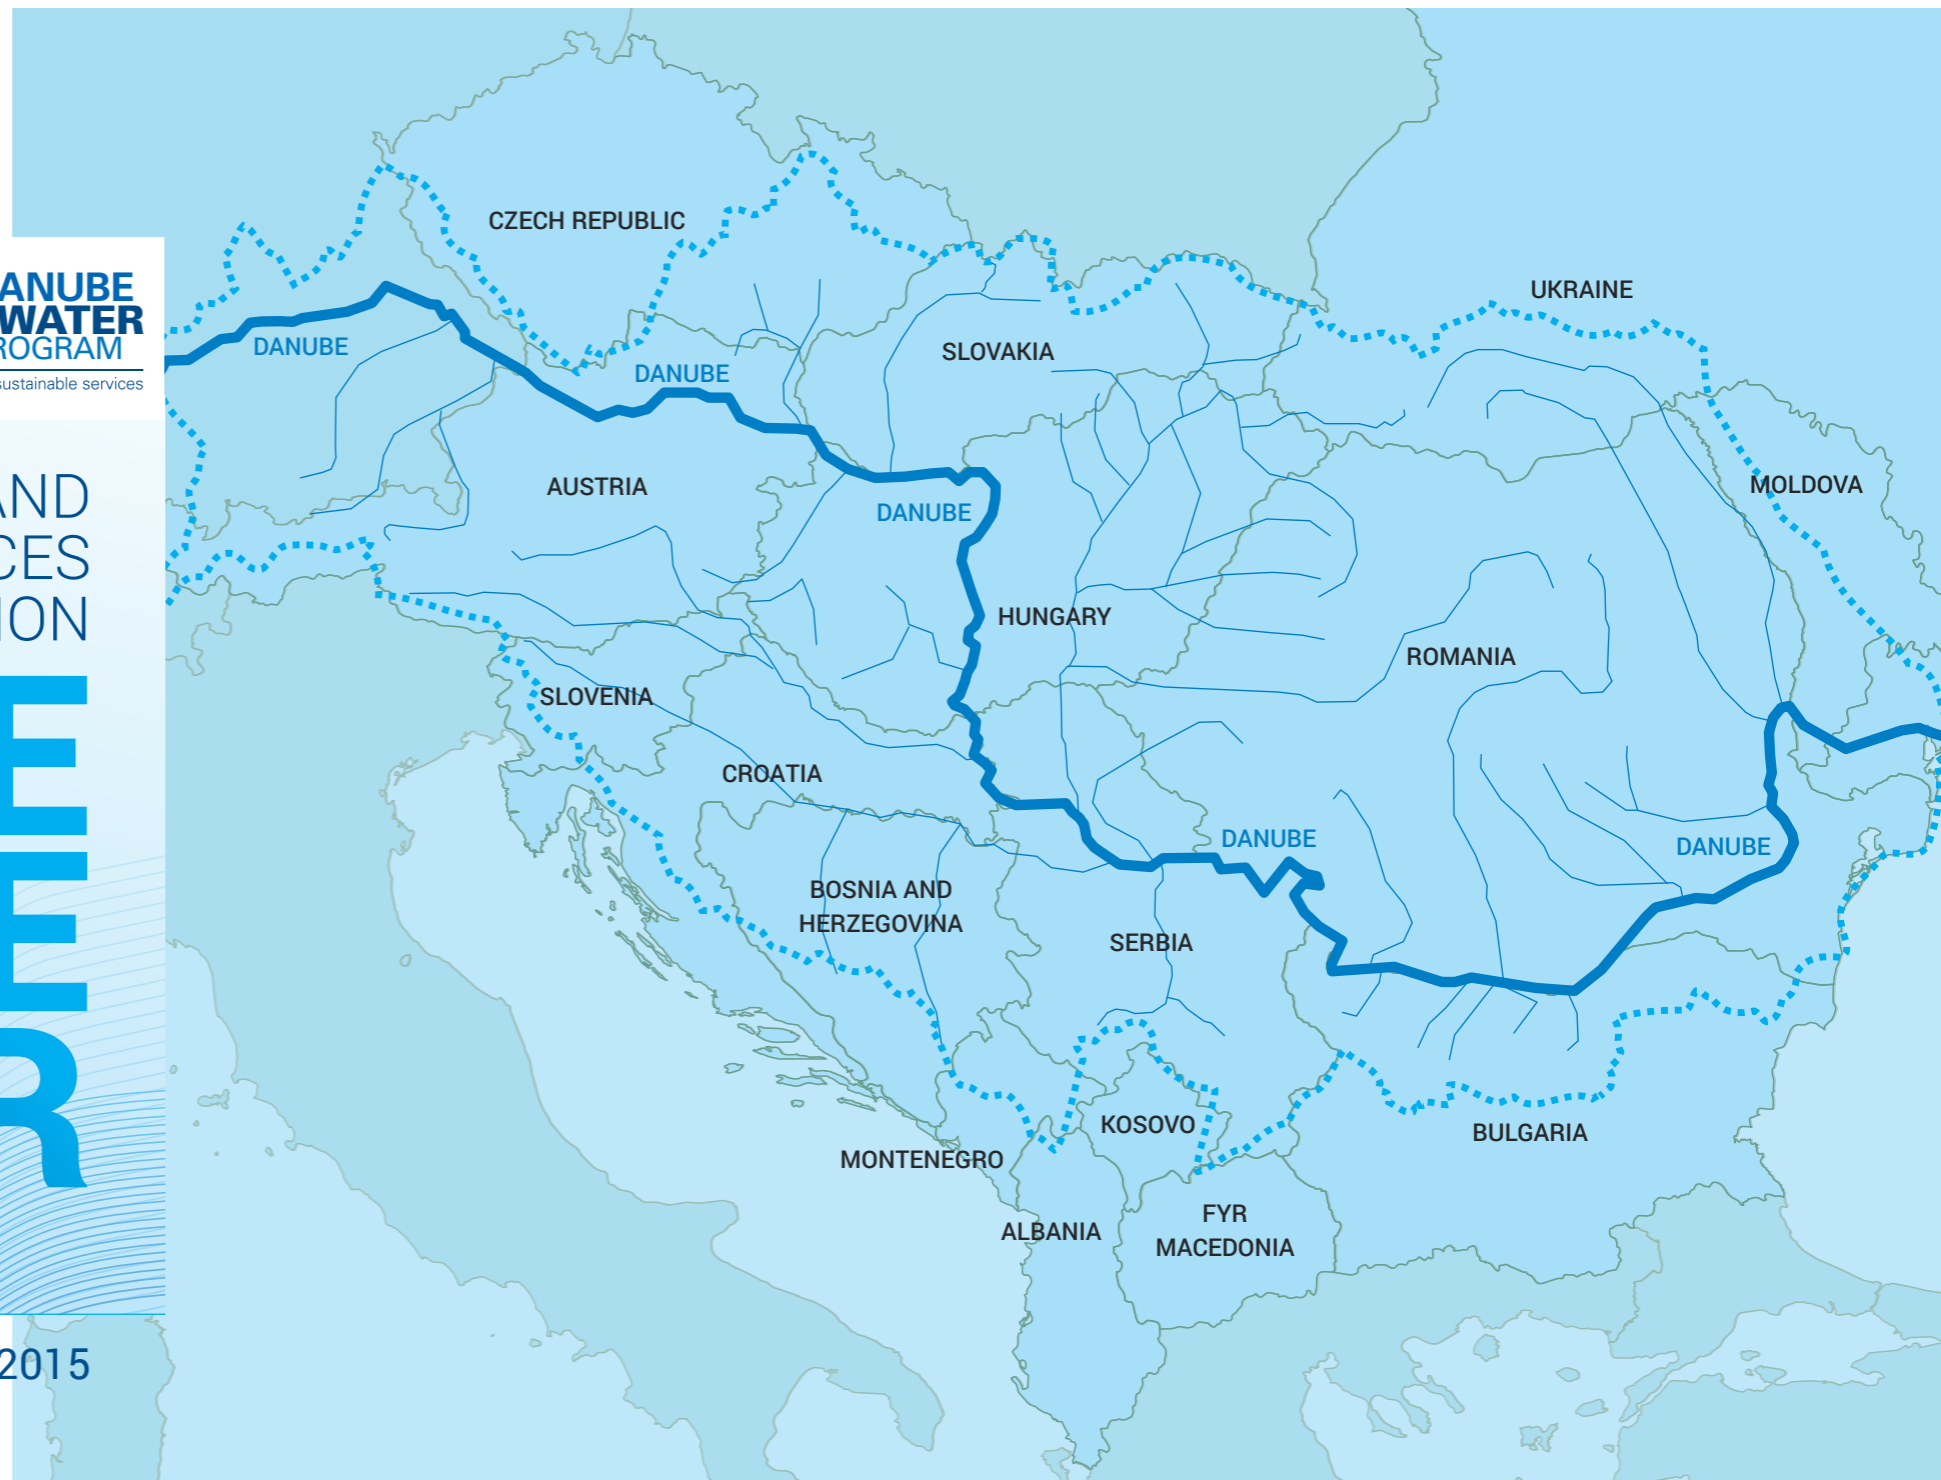 ANUBE
WATER
ROGRAM
sustainable services
AND
CES
ION
E
E
R
2015
CZECH REPUBLIC
UKRAINE
DANUBE
SLOVAKIA
DANUBE
AUSTRIA
MOLDOVA
DANUBE
HUNGARY
ROMANIA
SLOVENIA
CROATIA
DANUBE
DANUBE
BOSNIA AND
HERZEGOVINA
SERBIA
KOSOVO
BULGARIA
MONTENEGRO
ALBANIA
FYR
MACEDONIA